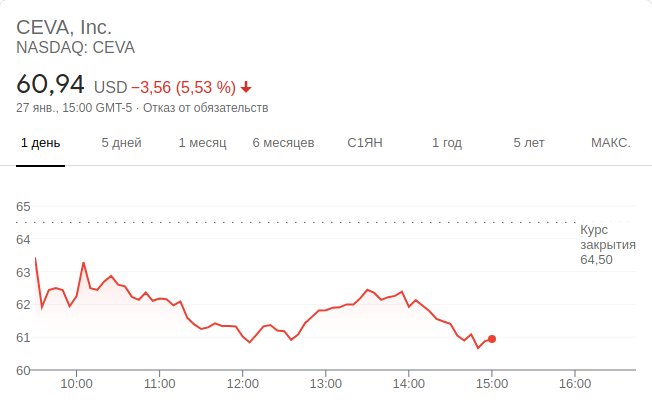 CEVA, Inc.
NASDAQ: CEVA
60,94 USD −3,56 (5,53 %)
27 янв., 15:00 GMT-5 · Отказ от обязательств
1 день 5 дней 1 месяц 6 месяцев С1ЯН 1 год 5 лет МАКС.
65
64
63
62
61
60
Курс
закрытия
64,50
10:00 11:00 12:00 13:00 14:00 15:00 16:00